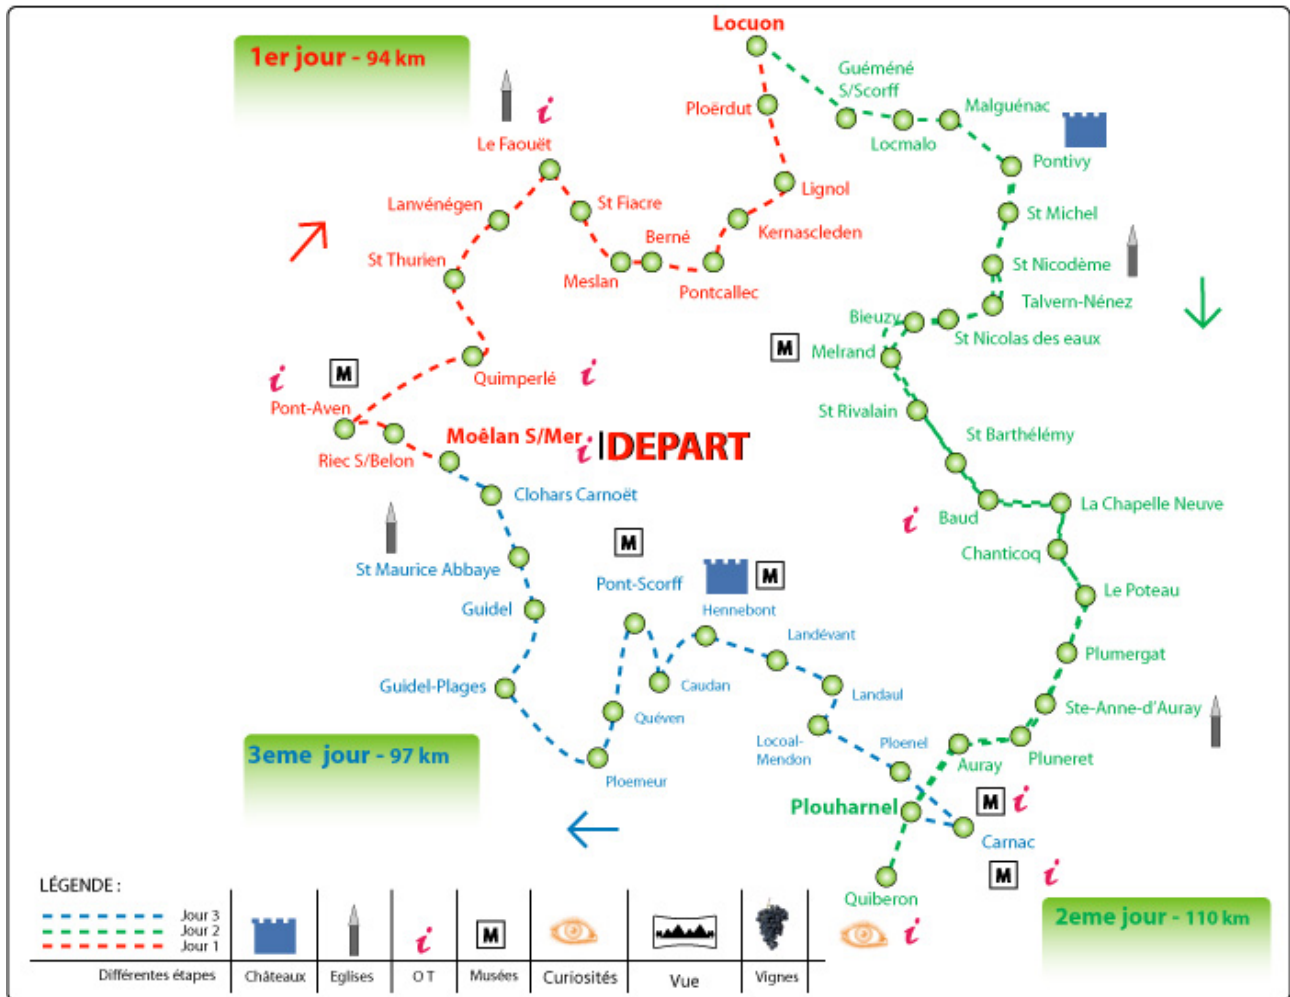 Locuon
1er jour - 94 km
Guéméné
S/Scorff
Malguénac
Ploërdut
Locmalo
Le Faouët
Pontivy
Lignol
Lanvénégen
St Fiacre
St Michel
Kernascleden
Berné
St Thurien
St Nicodème
Meslan
Pontcallec
Talvern-Nénez
Bieuzy
St Nicolas des eaux
M
Melrand
M
Quimperlé
Pont-Aven
St Rivalain
Moêlan S/Mer
DEPART
St Barthélémy
Riec S/Belon
Clohars Carnoët
La Chapelle Neuve
Baud
M
Chanticoq
St Maurice Abbaye
Pont-Scorff
M
Le Poteau
Guidel
Hennebont
Landévant
Plumergat
Guidel-Plages
Caudan
Landaul
Ste-Anne-d'Auray
Quéven
Locoal-
Mendon
Ploenel
3eme jour - 97 km
Auray
Pluneret
Ploemeur
Plouharnel
M
Carnac
M
Quiberon
2eme jour - 110 km
LÉGENDE :
Jour 3
Jour 2
Jour 1
M
Différentes étapes
Châteaux
Eglises
O T
Musées
Curiosités
Vue
Vignes